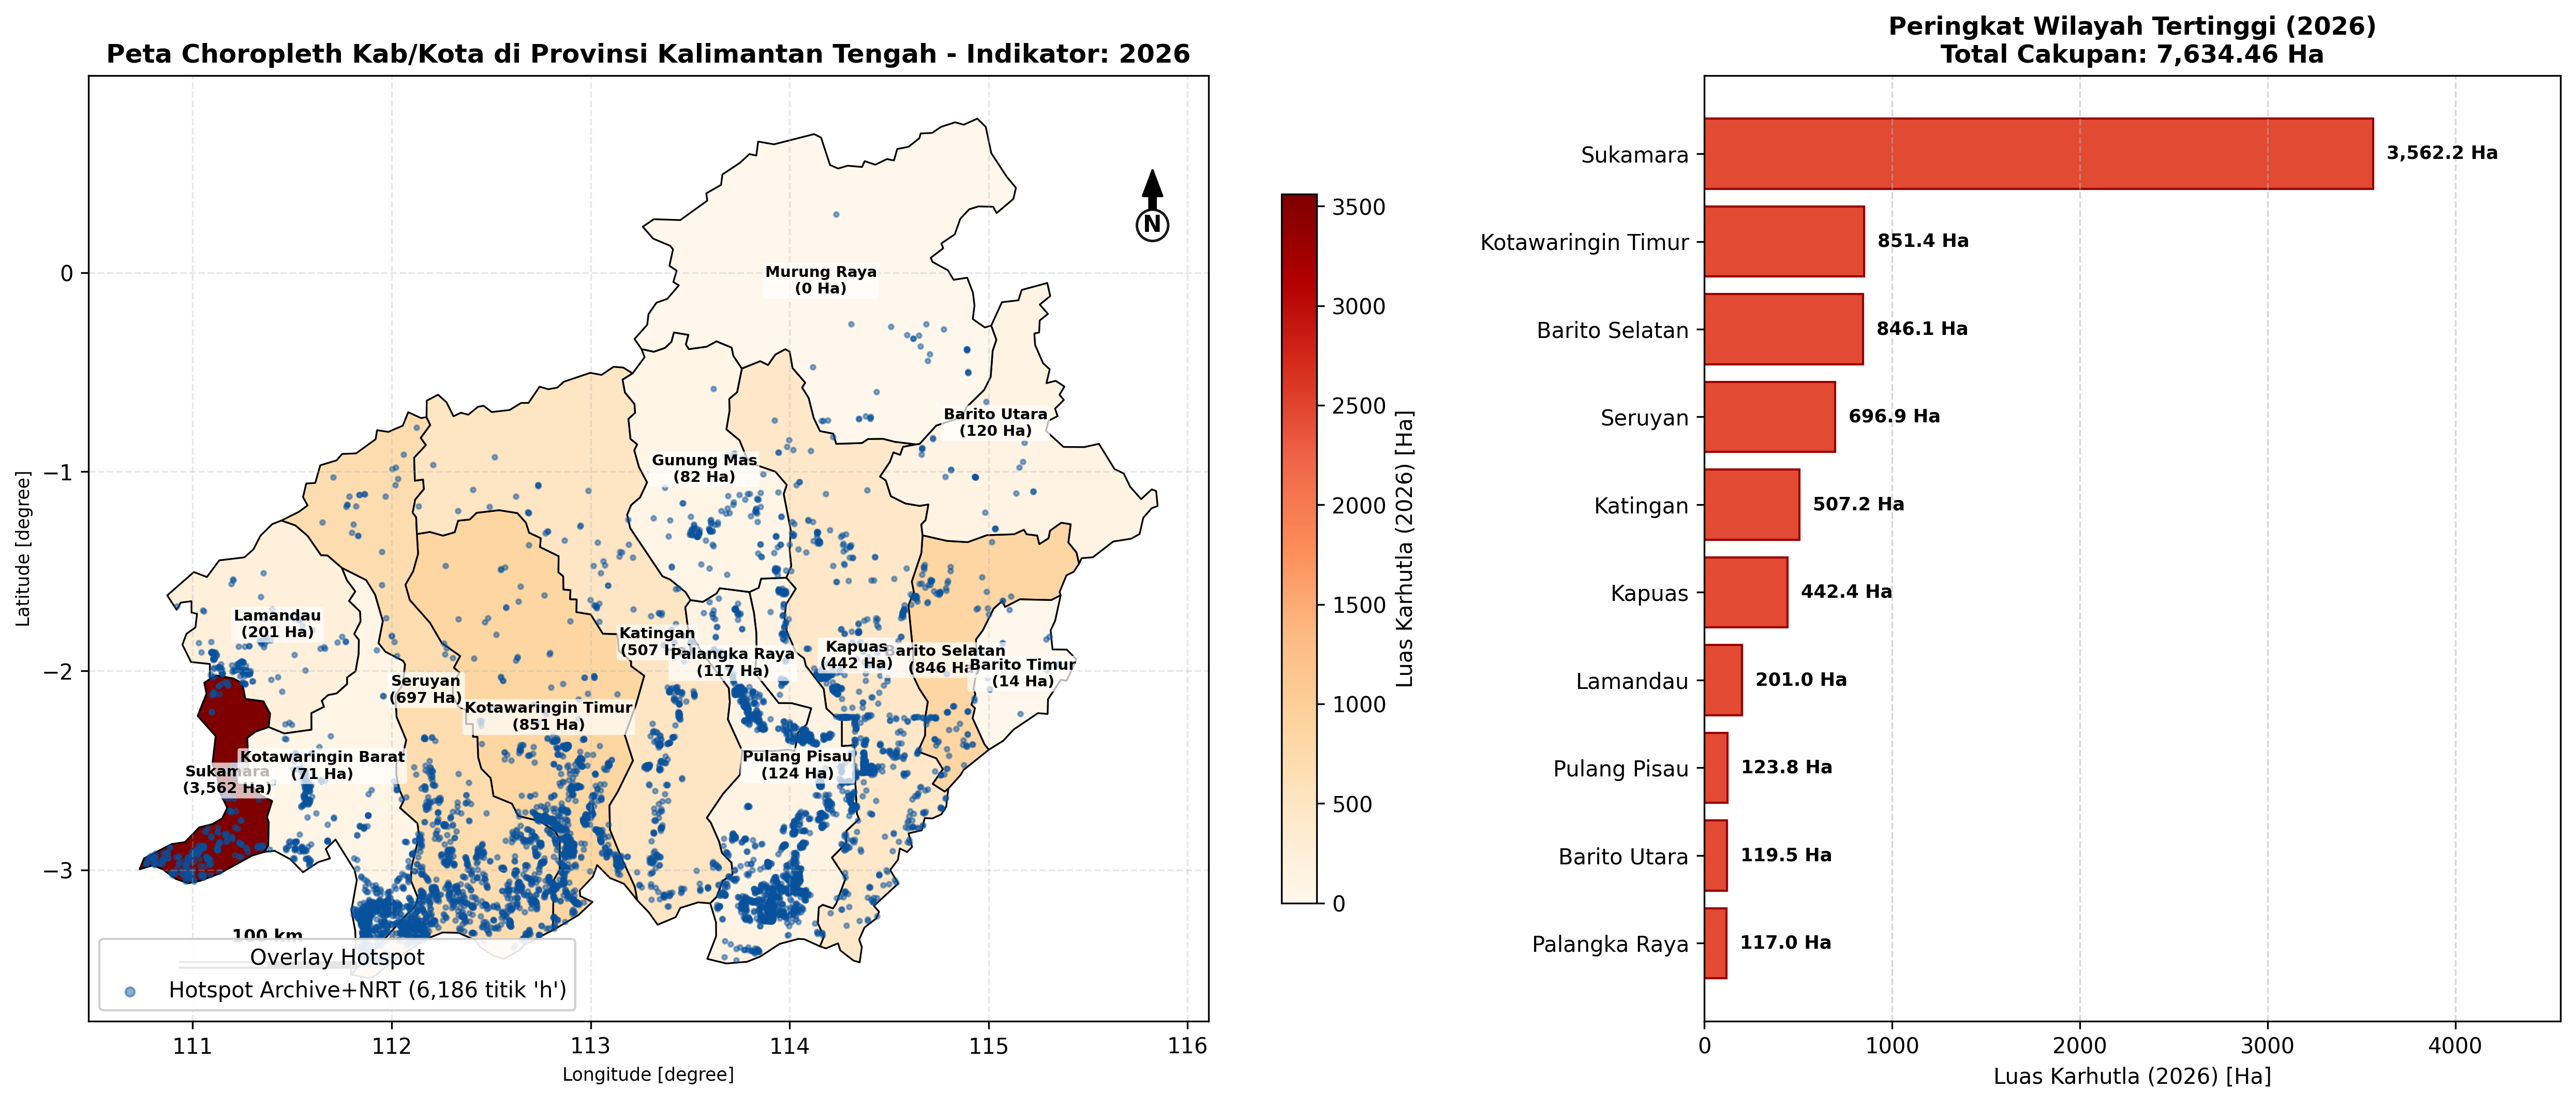 Peta Choropleth Kab/Kota di Provinsi Kalimantan Tengah - Indikator: 2026
Latitude [degree]
0
−1
−2
−3
N
Murung Raya
(0 Ha)
Barito Utara
(120 Ha)
Gunung Mas
(82 Ha)
Lamandau
(201 Ha)
Katingan
(507 Ha)
Palangka Raya
(117 Ha)
Kapuas
(442 Ha)
Barito Selatan
(846 Ha)
Barito Timur
(14 Ha)
Seruyan
(697 Ha)
Kotawaringin Timur
(851 Ha)
Kotawaringin Barat
(71 Ha)
Sukamara
(3,562 Ha)
Pulang Pisau
(124 Ha)
100 km
Overlay Hotspot
Hotspot Archive+NRT (6,186 titik 'h')
111
112
113
114
115
116
Longitude [degree]
3500
3000
2500
2000
1500
1000
500
0
Luas Karhutla (2026) [Ha]
Peringkat Wilayah Tertinggi (2026)
Total Cakupan: 7,634.46 Ha
Sukamara 3,562.2 Ha
Kotawaringin Timur 851.4 Ha
Barito Selatan 846.1 Ha
Seruyan 696.9 Ha
Katingan 507.2 Ha
Kapuas 442.4 Ha
Lamandau 201.0 Ha
Pulang Pisau 123.8 Ha
Barito Utara 119.5 Ha
Palangka Raya 117.0 Ha
0
1000
2000
3000
4000
Luas Karhutla (2026) [Ha]